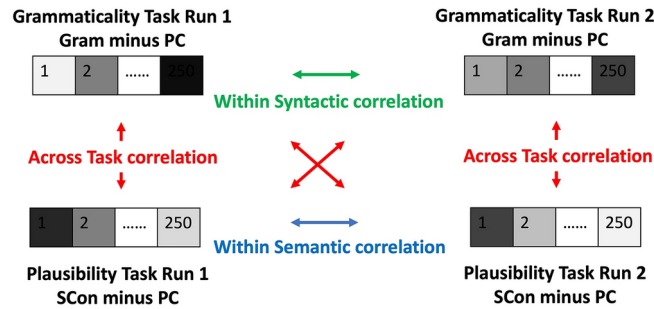 Grammaticality Task Run 1
Gram minus PC
Grammaticality Task Run 2
Gram minus PC
1 2 ...... 250
1 2 ...... 250
Within Syntactic correlation
Across Task correlation
Across Task correlation
1 2 ...... 250
1 2 ...... 250
Within Semantic correlation
Plausibility Task Run 1
SCon minus PC
Plausibility Task Run 2
SCon minus PC